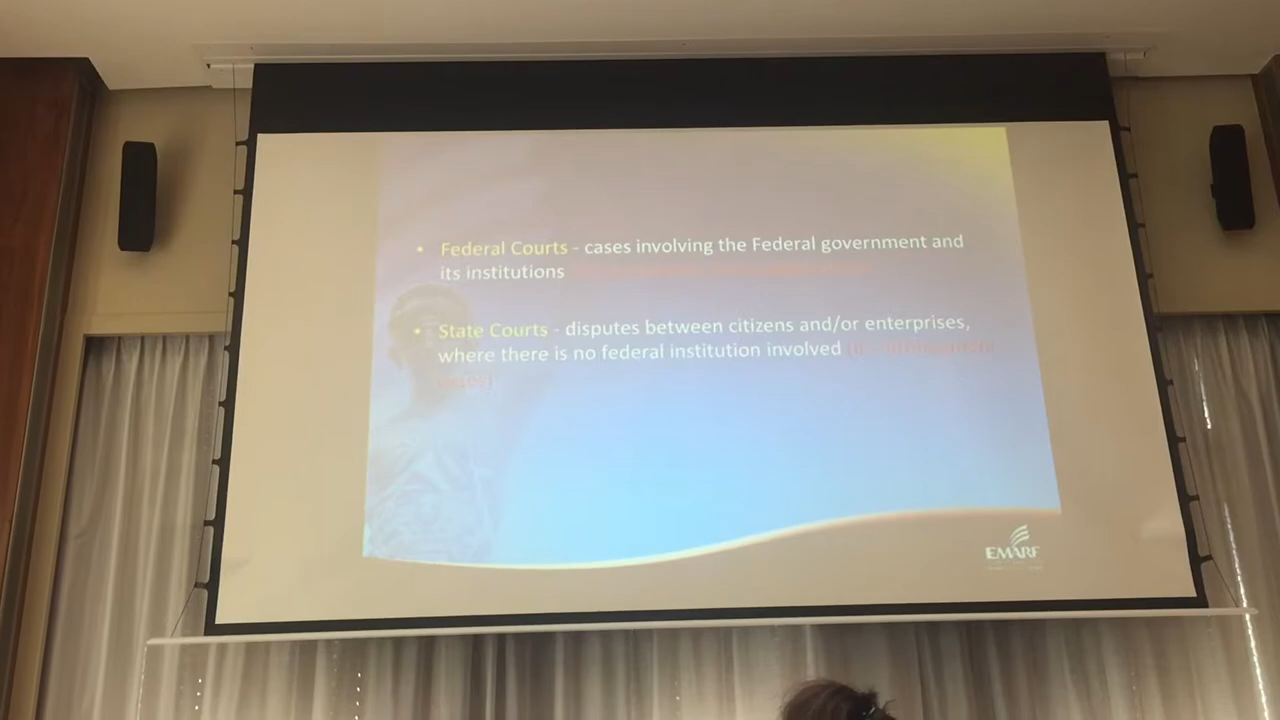 • Federal Courts - cases involving the Federal government and
its institutions
• State Courts - disputes between citizens and/or enterprises,
where there is no federal institution involved
EMARF